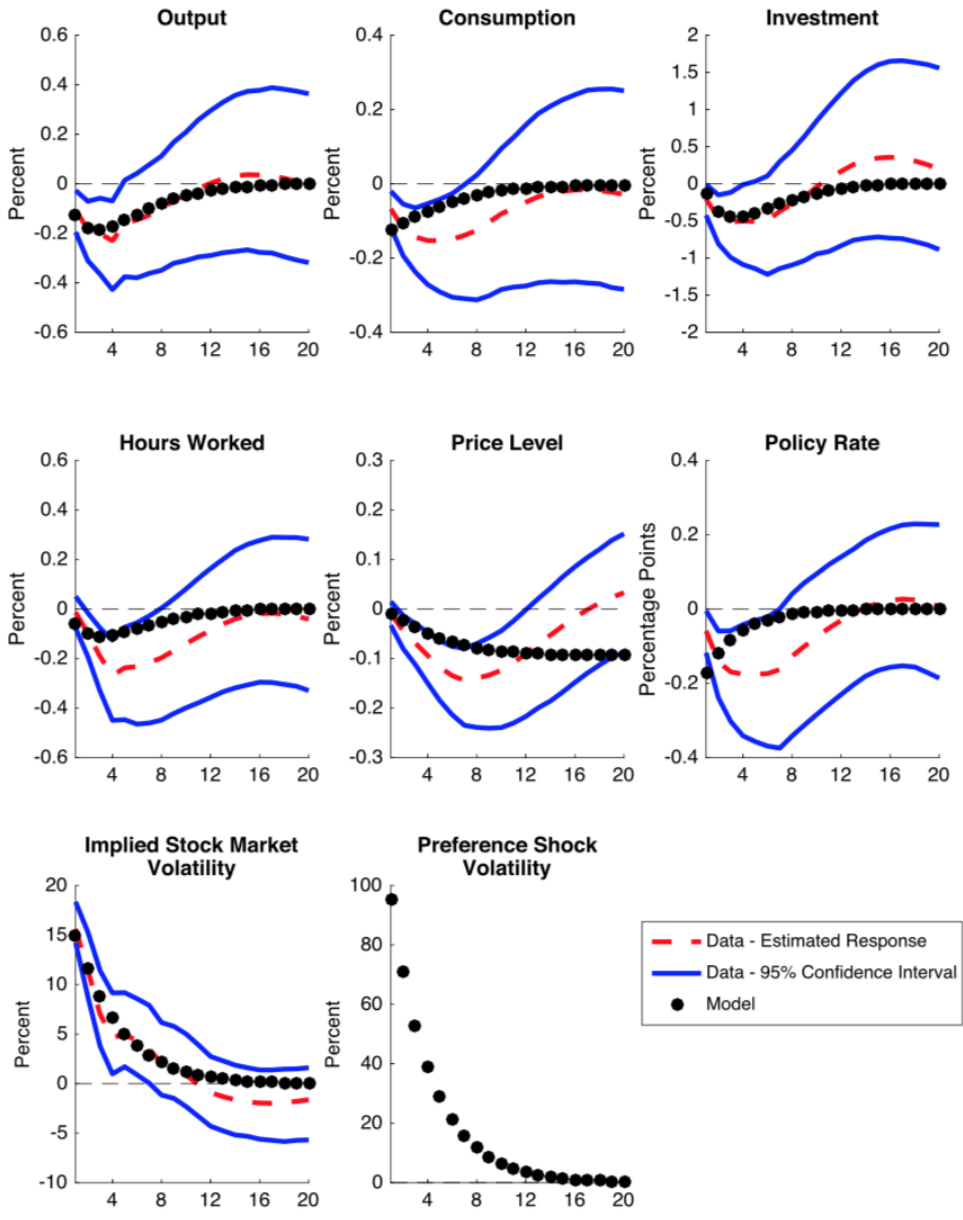 Output
Percent
0.6
0.4
0.2
0
-0.2
-0.4
-0.6
4 8 12 16 20
Consumption
Percent
0.4
0.2
0
-0.2
-0.4
4 8 12 16 20
Investment
Percent
2
1.5
1
0.5
0
-0.5
-1
-1.5
-2
4 8 12 16 20
Hours Worked
Percent
0.6
0.4
0.2
0
-0.2
-0.4
-0.6
4 8 12 16 20
Price Level
Percent
0.3
0.2
0.1
0
-0.1
-0.2
-0.3
4 8 12 16 20
Policy Rate
Percentage Points
0.4
0.2
0
-0.2
-0.4
4 8 12 16 20
Implied Stock Market
Volatility
Percent
20
15
10
5
0
-5
-10
4 8 12 16 20
Preference Shock
Volatility
Percent
100
80
60
40
20
0
4 8 12 16 20
Data - Estimated Response
Data - 95% Confidence Interval
Model